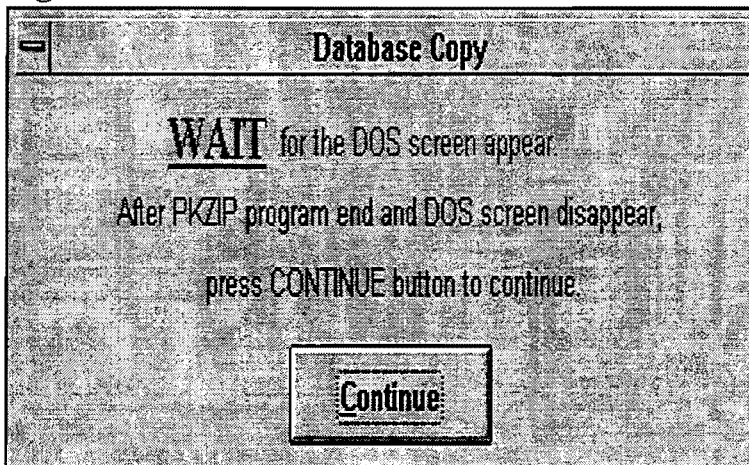 Database Copy
WAIT for the DOS screen appear.
After PKZIP program end and DOS screen disappear,
press CONTINUE button to continue.
Continue